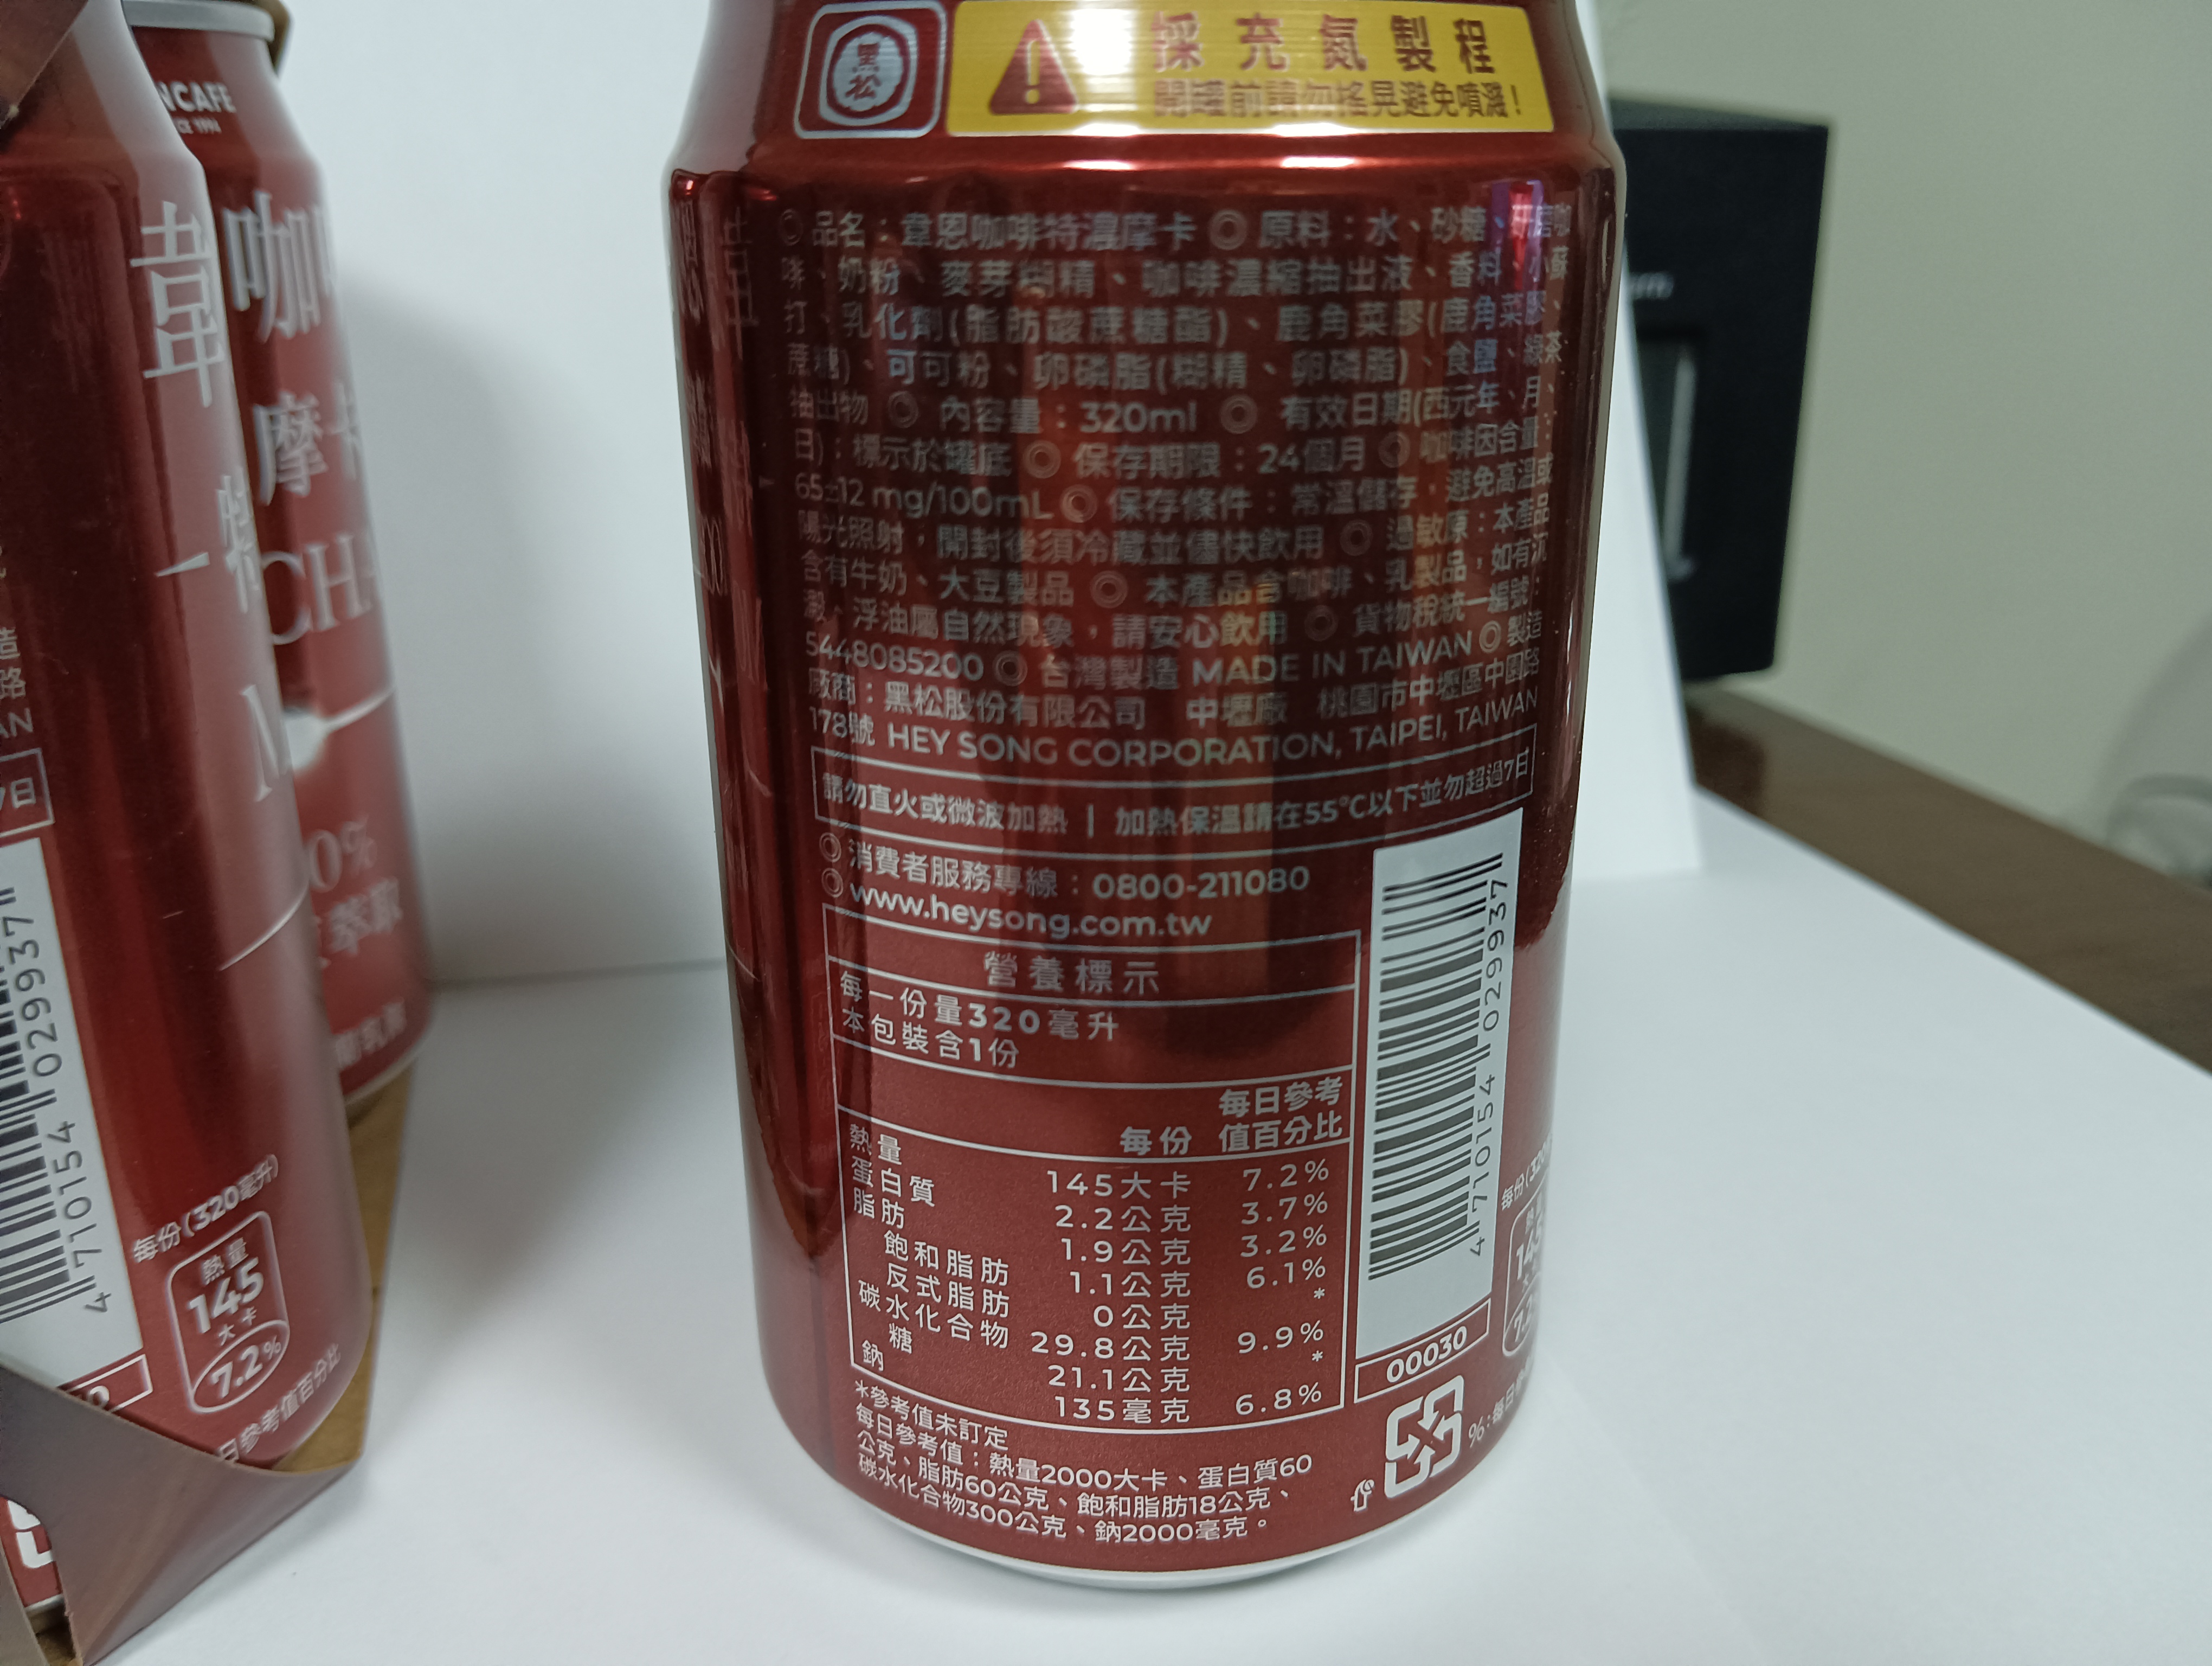 NCAFE
CE 1991
摩卡
CHA
0%
萃取
韋
特
M
造
路
AN
7日
4 710154 029937
每份(320毫升)
熱量
145
大卡
7.2%
日參考值百分比
黑松
採充氮製程
開罐前請勿搖晃避免噴濺!
◎品名:韋恩咖啡特濃摩卡 ◎原料:水、砂糖、研磨咖
啡、奶粉、麥芽糊精、咖啡濃縮抽出液、香料、小蘇
打、乳化劑(脂肪酸蔗糖酯)、鹿角菜膠(鹿角菜膠、
蔗糖)、可可粉、卵磷脂(糊精、卵磷脂)、食鹽、綠茶
抽出物 ◎ 內容量:320ml ◎ 有效日期(西元年、月、
日):標示於罐底 ◎ 保存期限:24個月 ◎ 咖啡因含量:
65±12 mg/100mL ◎ 保存條件:常溫儲存,避免高溫或
陽光照射,開封後須冷藏並儘快飲用 ◎ 過敏原:本產品
含有牛奶、大豆製品 ◎ 本產品含咖啡、乳製品,如有沉
澱、浮油屬自然現象,請安心飲用 ◎ 貨物稅統一編號:
5448085200 ◎ 台灣製造 MADE IN TAIWAN ◎ 製造
廠商:黑松股份有限公司 中壢廠 桃園市中壢區中園路
178號 HEY SONG CORPORATION, TAIPEI, TAIWAN
請勿直火或微波加熱 | 加熱保溫請在55℃以下並勿超過7日
◎ 消費者服務專線:0800-211080
◎ www.heysong.com.tw
營養標示
每一份量320毫升
本包裝含1份
每份 每日參考值百分比
熱量 145大卡 7.2%
蛋白質 2.2公克 3.7%
脂肪 1.9公克 3.2%
飽和脂肪 1.1公克 6.1%
反式脂肪 0公克 *
碳水化合物 29.8公克 9.9%
糖 21.1公克 *
鈉 135毫克 6.8%
*參考值未訂定
每日參考值:熱量2000大卡、蛋白質60
公克、脂肪60公克、飽和脂肪18公克、
碳水化合物300公克、鈉2000毫克。
4 710154 029937
00030